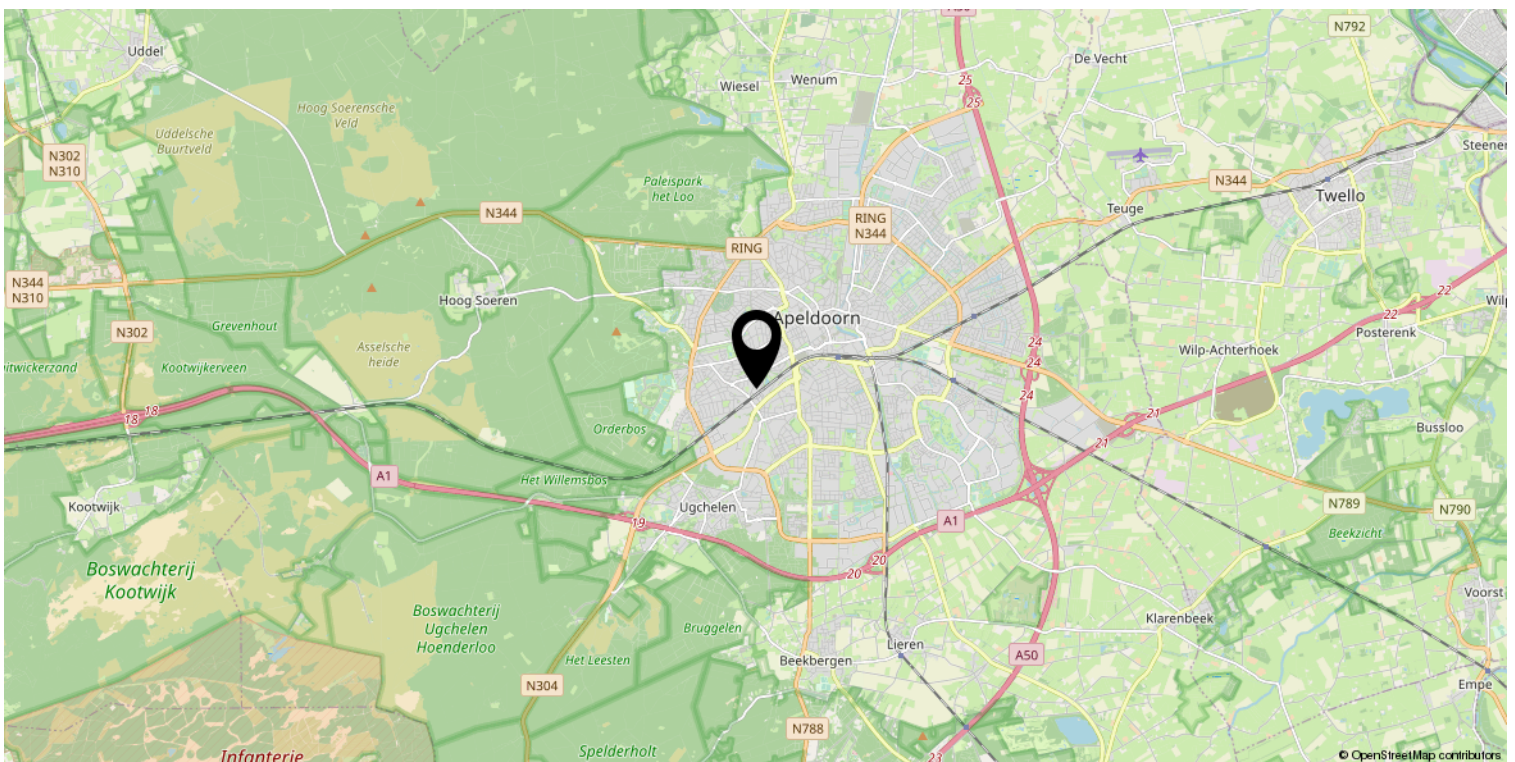 N792
Uddel
De Vecht
Wenum
25
Wiesel
Hoog Soerensche
Veld
25
Uddelsche
Buurtveld
N302
N310
Paleispark
het Loo
N344
Twello
N344
Teuge
RING
N344
RING
N344
N310
22
Hoog Soeren
22
Apeldoorn
Grevenhout
N302
Posterenk
24
Asselsche
heide
Wilp-Achterhoek
24
Kootwijkerveen
24
18
18
21
Orderbos
Bussloo
21
A1
Het Willemsbos
Kootwijk
Ugchelen
N789
N790
19
A1
Beekzicht
20
20
Boswachterij
Kootwijk
Voorst
Boswachterij
Ugchelen
Hoenderloo
Klarenbeek
Bruggelen
Lieren
A50
Het Leesten
Beekbergen
N304
Empe
N788
Spelderholt
Infanterie
23
© OpenStreetMap contributors